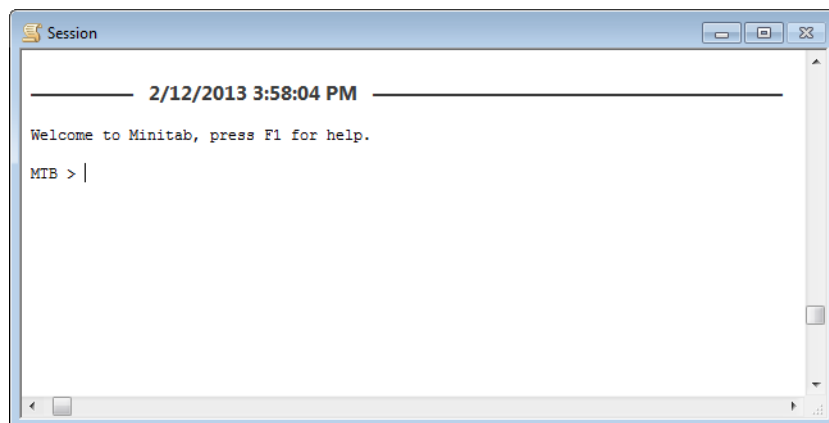 Session
2/12/2013 3:58:04 PM
Welcome to Minitab, press F1 for help.
MTB >